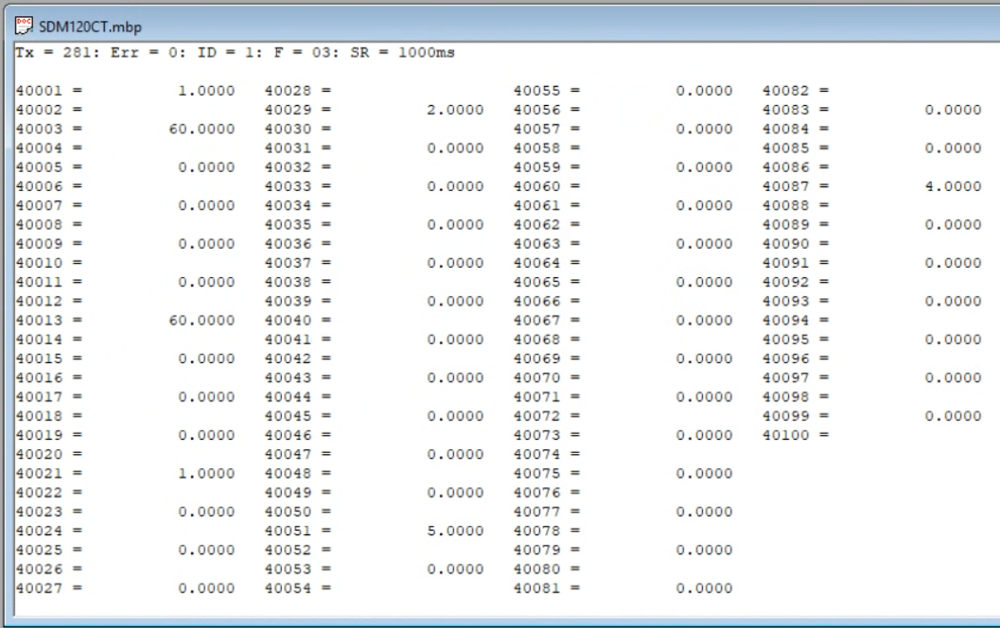 SDM120CT.mbp
Tx = 281: Err = 0: ID = 1: F = 03: SR = 1000ms
40001 = 1.0000 40028 = 40055 = 0.0000 40082 =
40002 = 40029 = 2.0000 40056 = 40083 = 0.0000
40003 = 60.0000 40030 = 40057 = 0.0000 40084 =
40004 = 40031 = 0.0000 40058 = 40085 = 0.0000
40005 = 0.0000 40032 = 40059 = 0.0000 40086 =
40006 = 40033 = 0.0000 40060 = 40087 = 4.0000
40007 = 0.0000 40034 = 40061 = 0.0000 40088 =
40008 = 40035 = 0.0000 40062 = 40089 = 0.0000
40009 = 0.0000 40036 = 40063 = 0.0000 40090 =
40010 = 40037 = 0.0000 40064 = 40091 = 0.0000
40011 = 0.0000 40038 = 40065 = 0.0000 40092 =
40012 = 40039 = 0.0000 40066 = 40093 = 0.0000
40013 = 60.0000 40040 = 40067 = 0.0000 40094 =
40014 = 40041 = 0.0000 40068 = 40095 = 0.0000
40015 = 0.0000 40042 = 40069 = 0.0000 40096 =
40016 = 40043 = 0.0000 40070 = 40097 = 0.0000
40017 = 0.0000 40044 = 40071 = 0.0000 40098 =
40018 = 40045 = 0.0000 40072 = 40099 = 0.0000
40019 = 0.0000 40046 = 40073 = 0.0000 40100 =
40020 = 40047 = 0.0000 40074 =
40021 = 1.0000 40048 = 40075 = 0.0000
40022 = 40049 = 0.0000 40076 =
40023 = 0.0000 40050 = 40077 = 0.0000
40024 = 40051 = 5.0000 40078 =
40025 = 0.0000 40052 = 40079 = 0.0000
40026 = 40053 = 0.0000 40080 =
40027 = 0.0000 40054 = 40081 = 0.0000